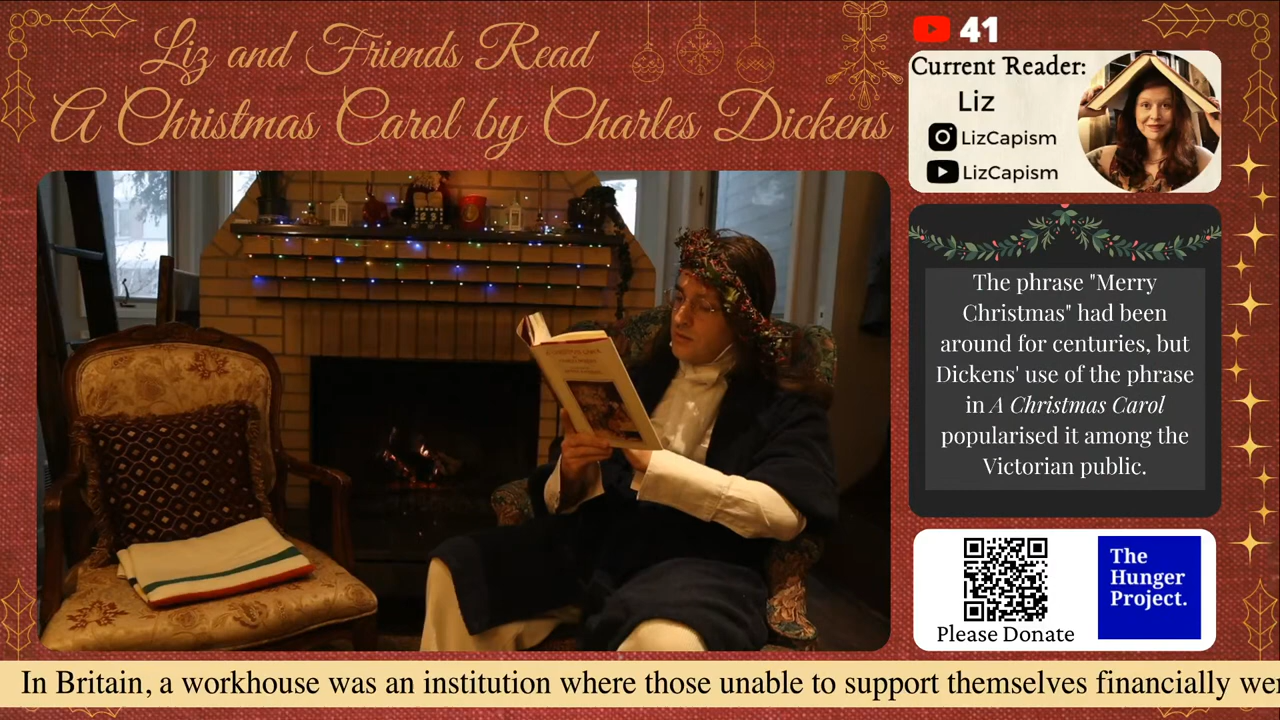 Liz and Friends Read
A Christmas Carol by Charles Dickens
41
Current Reader:
Liz
LizCapism
LizCapism
The phrase "Merry
Christmas" had been
around for centuries, but
Dickens' use of the phrase
in A Christmas Carol
popularised it among the
Victorian public.
Please Donate
The
Hunger
Project.
In Britain, a workhouse was an institution where those unable to support themselves financially